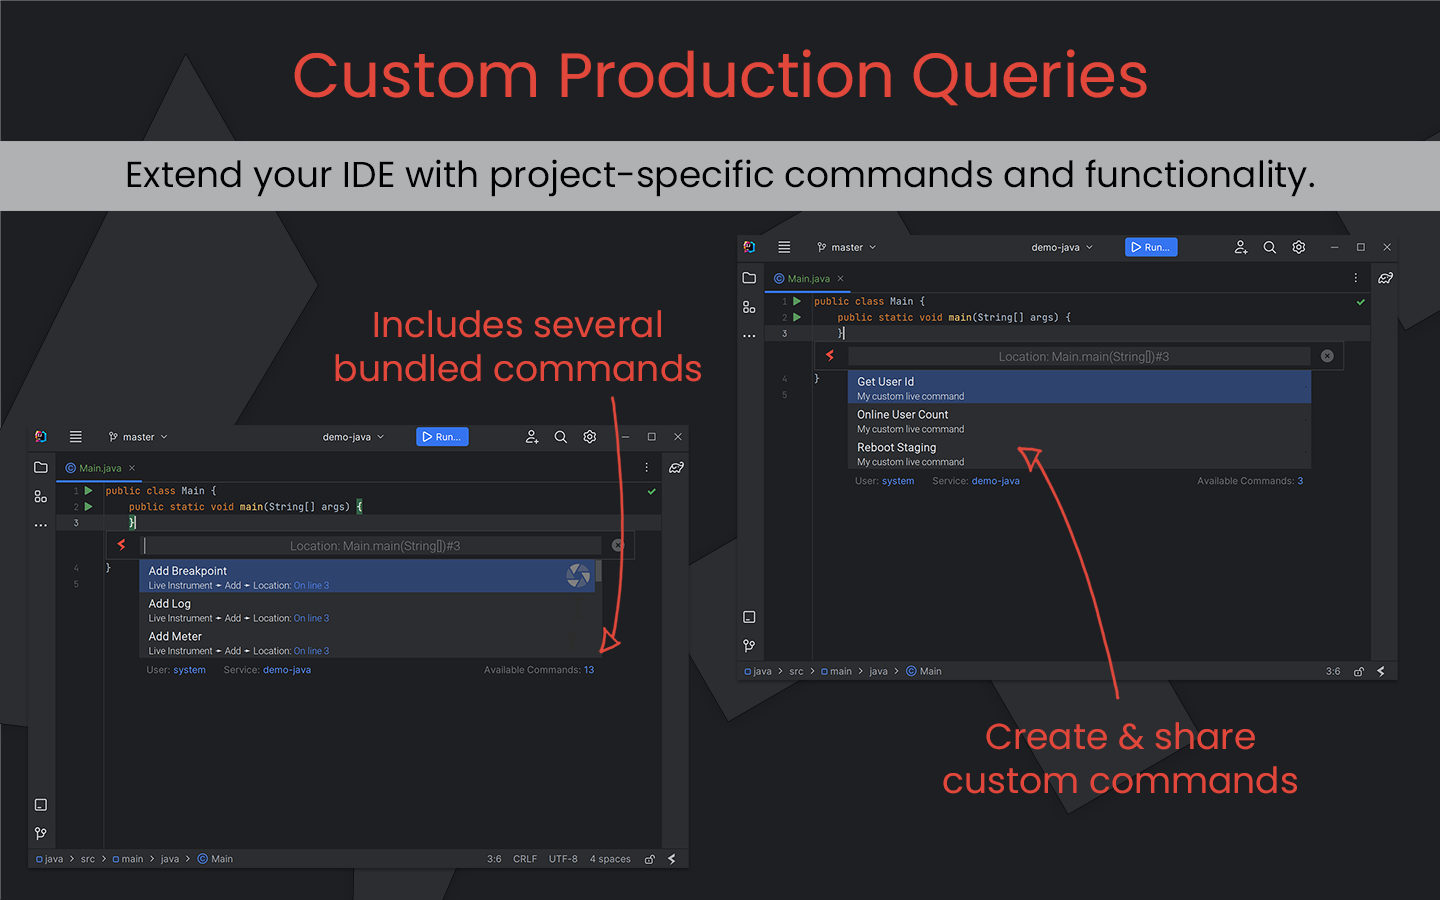 Custom Production Queries
Extend your IDE with project-specific commands and functionality.
Includes several
bundled commands
master
demo-java
Run...
Main.java
1
public class Main {
2
public static void main(String[] args) {
3
}
Location: Main.main(String[])#3
4
}
5
Add Breakpoint
Live Instrument ➛ Add ➛ Location: On line 3
Add Log
Live Instrument ➛ Add ➛ Location: On line 3
Add Meter
Live Instrument ➛ Add ➛ Location: On line 3
User: system
Service: demo-java
Available Commands: 13
java > src > main > java > Main
3:6
CRLF
UTF-8
4 spaces
master
demo-java
Run...
Main.java
1
public class Main {
2
public static void main(String[] args) {
3
}
Location: Main.main(String[])#3
4
}
5
Get User Id
My custom live command
Online User Count
My custom live command
Reboot Staging
My custom live command
User: system
Service: demo-java
Available Commands: 3
java > src > main > java > Main
3:6
Create & share
custom commands